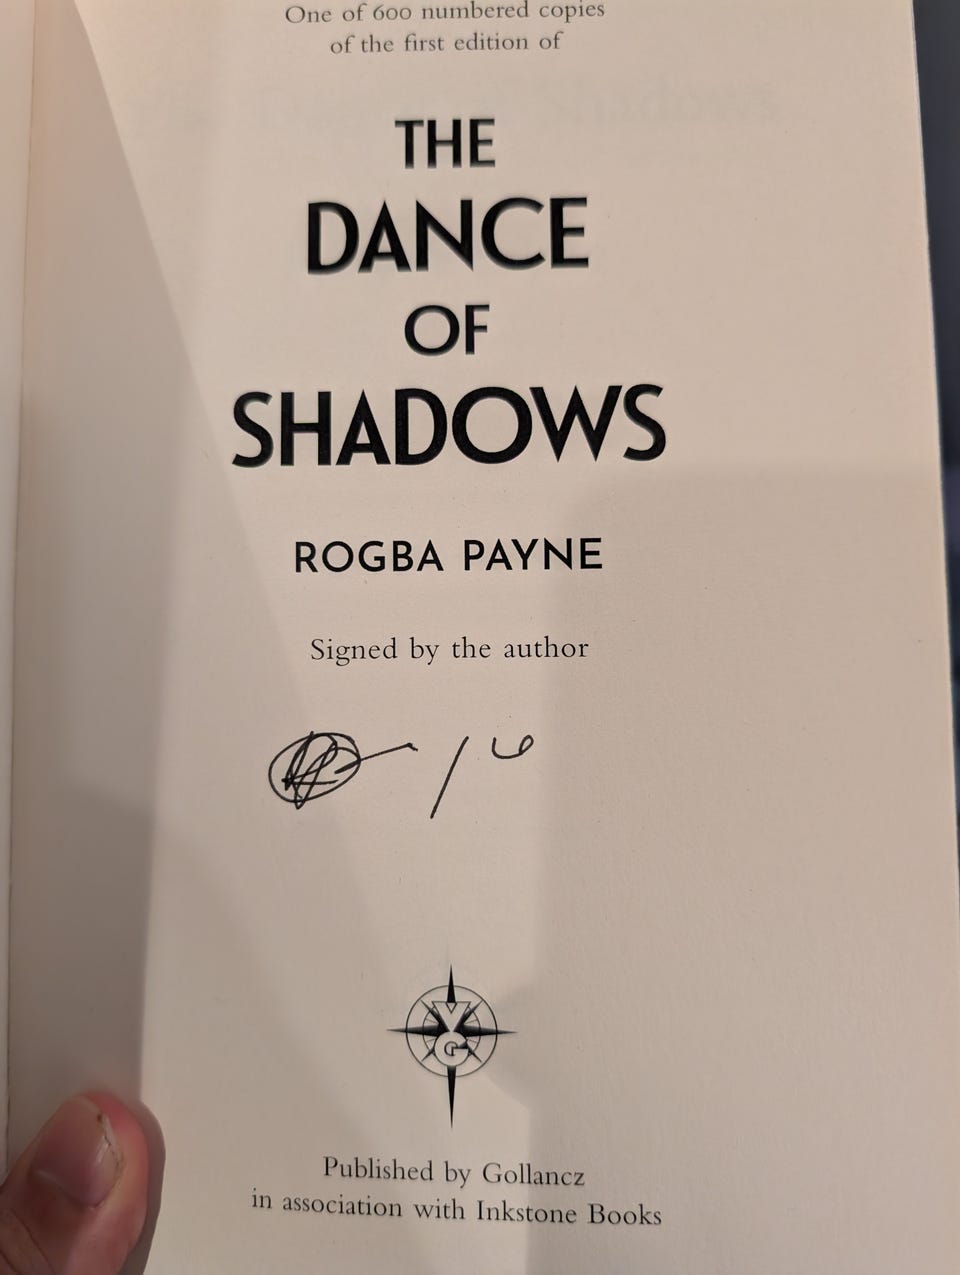 One of 600 numbered copies
of the first edition of
THE
DANCE
OF
SHADOWS
ROGBA PAYNE
Signed by the author
VG
Published by Gollancz
in association with Inkstone Books